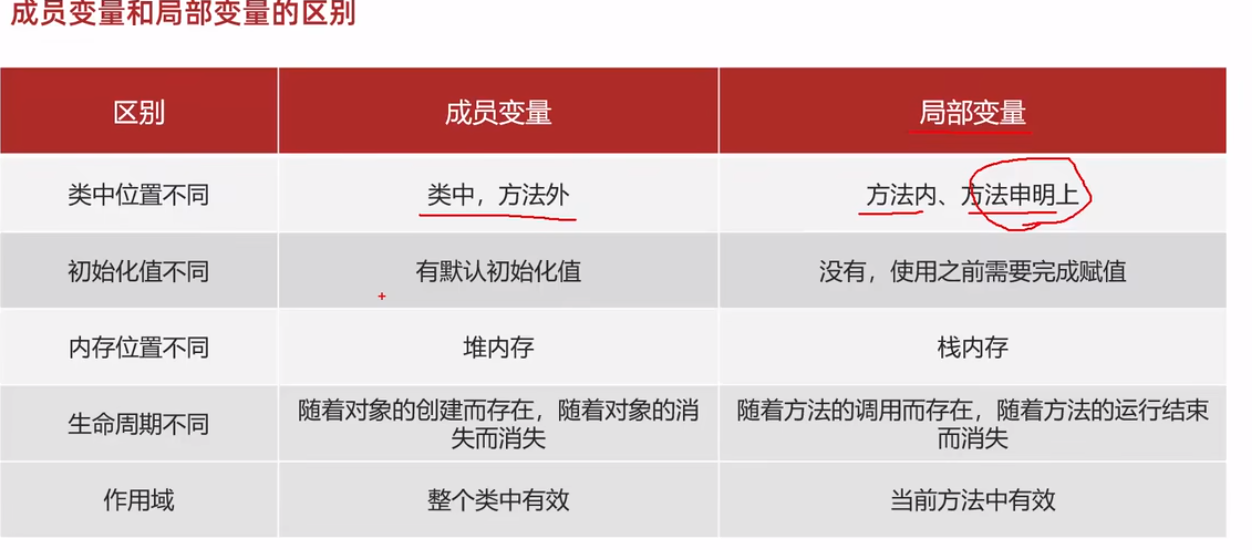 成员变量和局部变量的区别
区别
成员变量
局部变量
类中位置不同
类中，方法外
方法内、方法申明上
初始化值不同
有默认初始化值
没有，使用之前需要完成赋值
内存位置不同
堆内存
栈内存
生命周期不同
随着对象的创建而存在，随着对象的消
失而消失
随着方法的调用而存在，随着方法的运行结束
而消失
作用域
整个类中有效
当前方法中有效